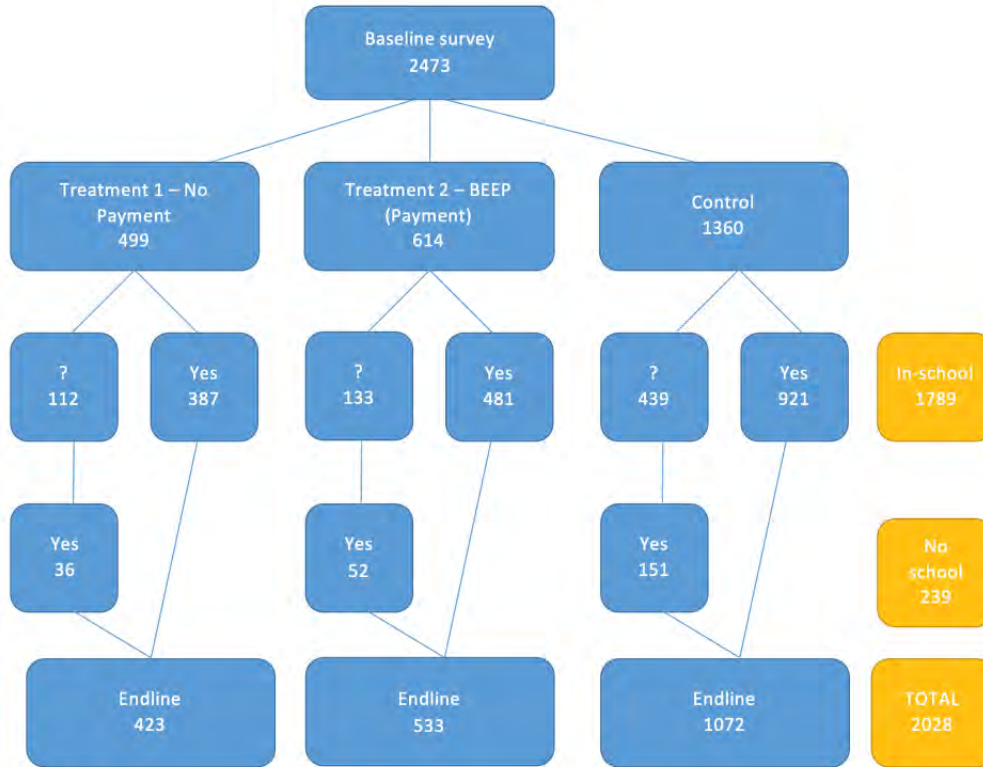 Baseline survey
2473
Treatment 1 – No
Payment
499
Treatment 2 – BEEP
(Payment)
614
Control
1360
?
112
Yes
387
?
133
Yes
481
?
439
Yes
921
In-school
1789
Yes
36
Yes
52
Yes
151
No
school
239
Endline
423
Endline
533
Endline
1072
TOTAL
2028